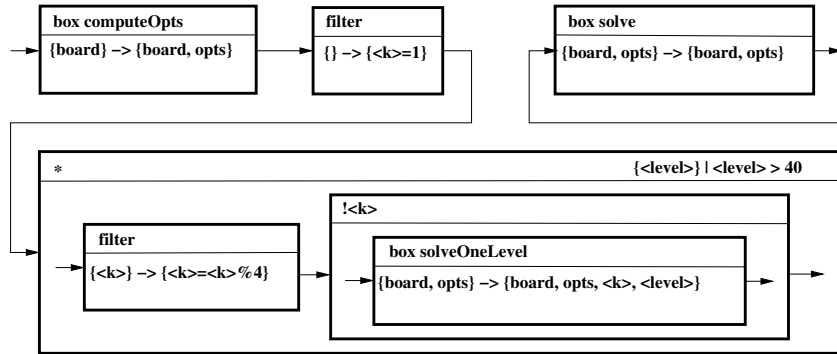 box computeOpts
{board} −> {board, opts}
filter
{} −> {<k>=1}
box solve
{board, opts} −> {board, opts}
*
{<level>} | <level> > 40
filter
{<k>} −> {<k>=<k>%4}
!<k>
box solveOneLevel
{board, opts} −> {board, opts, <k>, <level>}